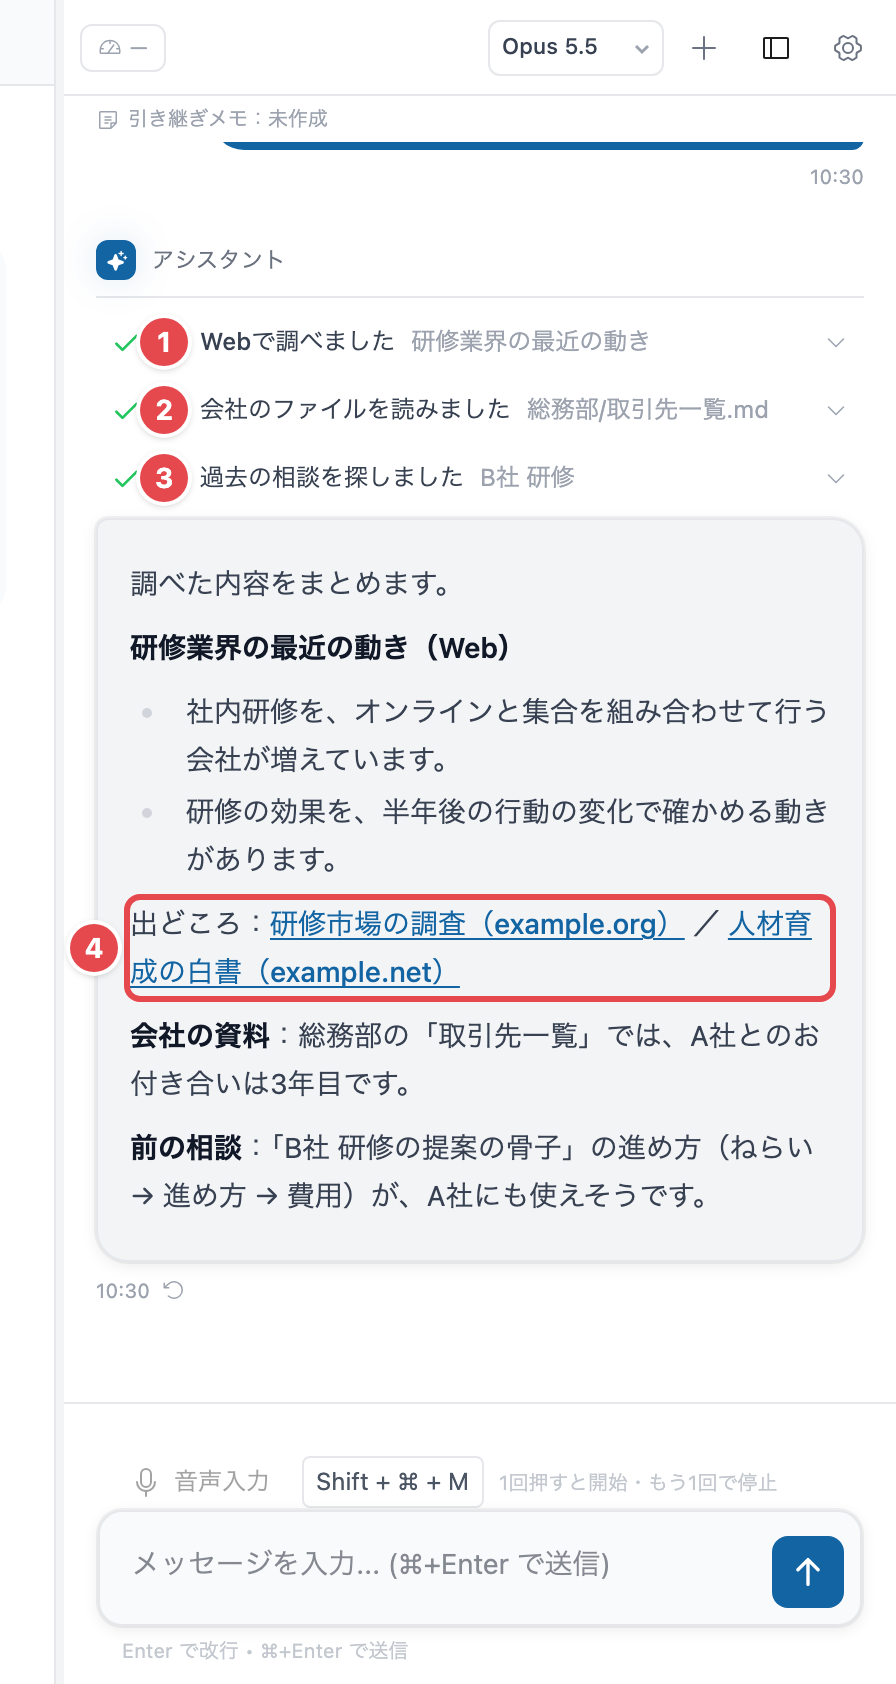 Opus 5.5
引き継ぎメモ：未作成
10:30
アシスタント
1 Webで調べました 研修業界の最近の動き
2 会社のファイルを読みました 総務部/取引先一覧.md
3 過去の相談を探しました B社 研修
調べた内容をまとめます。
研修業界の最近の動き（Web）
社内研修を、オンラインと集合を組み合わせて行う
会社が増えています。
研修の効果を、半年後の行動の変化で確かめる動き
があります。
4
出どころ：研修市場の調査（example.org） ／ 人材育
成の白書（example.net）
会社の資料：総務部の「取引先一覧」では、A社とのお
付き合いは3年目です。
前の相談：「B社 研修の提案の骨子」の進め方（ねらい
→ 進め方 → 費用）が、A社にも使えそうです。
10:30
音声入力 Shift + ⌘ + M 1回押すと開始・もう1回で停止
メッセージを入力... (⌘+Enter で送信)
Enter で改行・⌘+Enter で送信